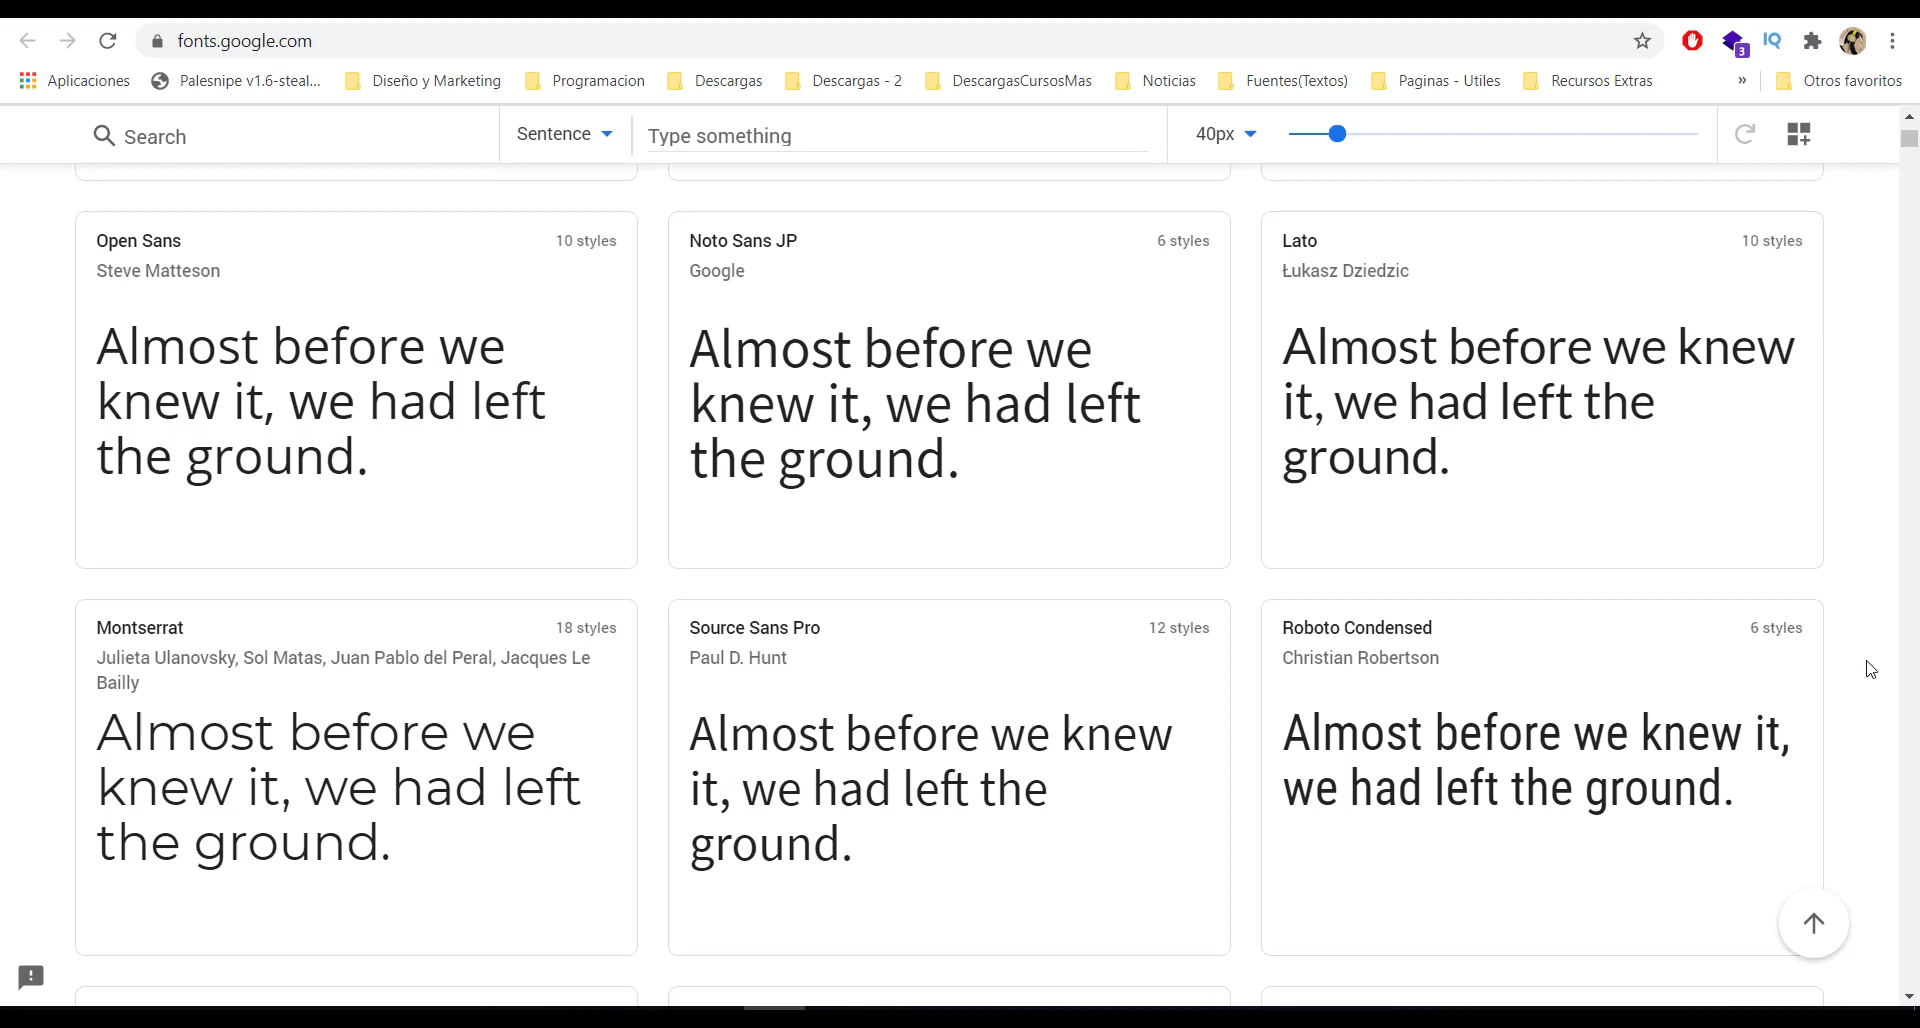 fonts.google.com
3
IQ
Aplicaciones
Palesnipe v1.6-steal...
Diseño y Marketing
Programacion
Descargas
Descargas - 2
DescargasCursosMas
Noticias
Fuentes(Textos)
Paginas - Utiles
Recursos Extras
»
Otros favoritos
Search
Sentence
Type something
40px
Open Sans
10 styles
Steve Matteson
Almost before we
knew it, we had left
the ground.
Noto Sans JP
6 styles
Google
Almost before we
knew it, we had left
the ground.
Lato
10 styles
Łukasz Dziedzic
Almost before we knew
it, we had left the
ground.
Montserrat
18 styles
Julieta Ulanovsky, Sol Matas, Juan Pablo del Peral, Jacques Le
Bailly
Almost before we
knew it, we had left
the ground.
Source Sans Pro
12 styles
Paul D. Hunt
Almost before we knew
it, we had left the
ground.
Roboto Condensed
6 styles
Christian Robertson
Almost before we knew it,
we had left the ground.